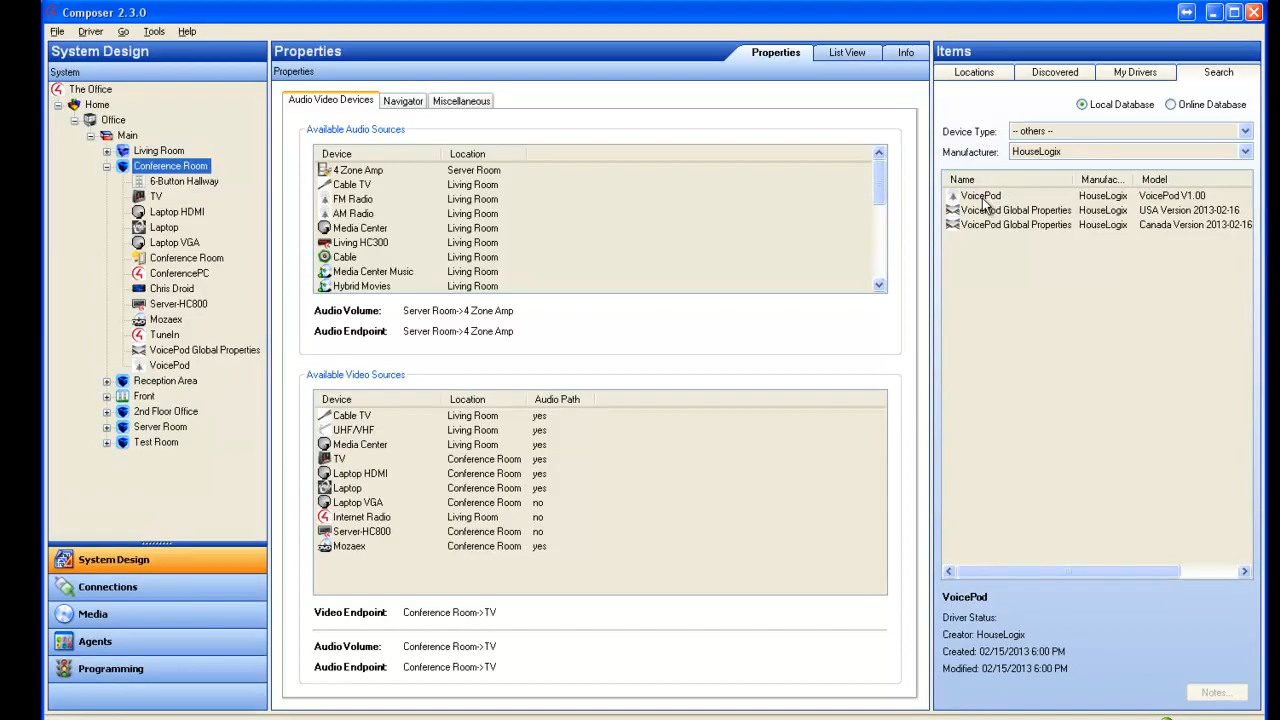 Composer 2.3.0
File Driver Go Tools Help
System Design
System
The Office
Home
Office
Main
Living Room
Conference Room
6-Button Hallway
TV
Laptop HDMI
Laptop
Laptop VGA
Conference Room
ConferencePC
Chris Droid
Server-HC800
Mozaex
TuneIn
VoicePod Global Properties
VoicePod
Reception Area
Front
2nd Floor Office
Server Room
Test Room
System Design
Connections
Media
Agents
Programming
Properties
Properties List View Info
Properties
Audio Video Devices Navigator Miscellaneous
Available Audio Sources
Device Location
4 Zone Amp Server Room
Cable TV Living Room
FM Radio Living Room
AM Radio Living Room
Media Center Living Room
Living HC300 Living Room
Cable Living Room
Media Center Music Living Room
Hybrid Movies Living Room
Audio Volume: Server Room->4 Zone Amp
Audio Endpoint: Server Room->4 Zone Amp
Available Video Sources
Device Location Audio Path
Cable TV Living Room yes
UHF/VHF Living Room yes
Media Center Living Room yes
TV Conference Room yes
Laptop HDMI Conference Room yes
Laptop Conference Room yes
Laptop VGA Conference Room no
Internet Radio Living Room no
Server-HC800 Conference Room no
Mozaex Conference Room yes
Video Endpoint: Conference Room->TV
Audio Volume: Conference Room->TV
Audio Endpoint: Conference Room->TV
Items
Locations Discovered My Drivers Search
Local Database Online Database
Device Type: -- others --
Manufacturer: HouseLogix
Name Manufac... Model
VoicePod HouseLogix VoicePod V1.00
VoicePod Global Properties HouseLogix USA Version 2013-02-16
VoicePod Global Properties HouseLogix Canada Version 2013-02-16
VoicePod
Driver Status:
Creator: HouseLogix
Created: 02/15/2013 6:00 PM
Modified: 02/15/2013 6:00 PM
Notes...